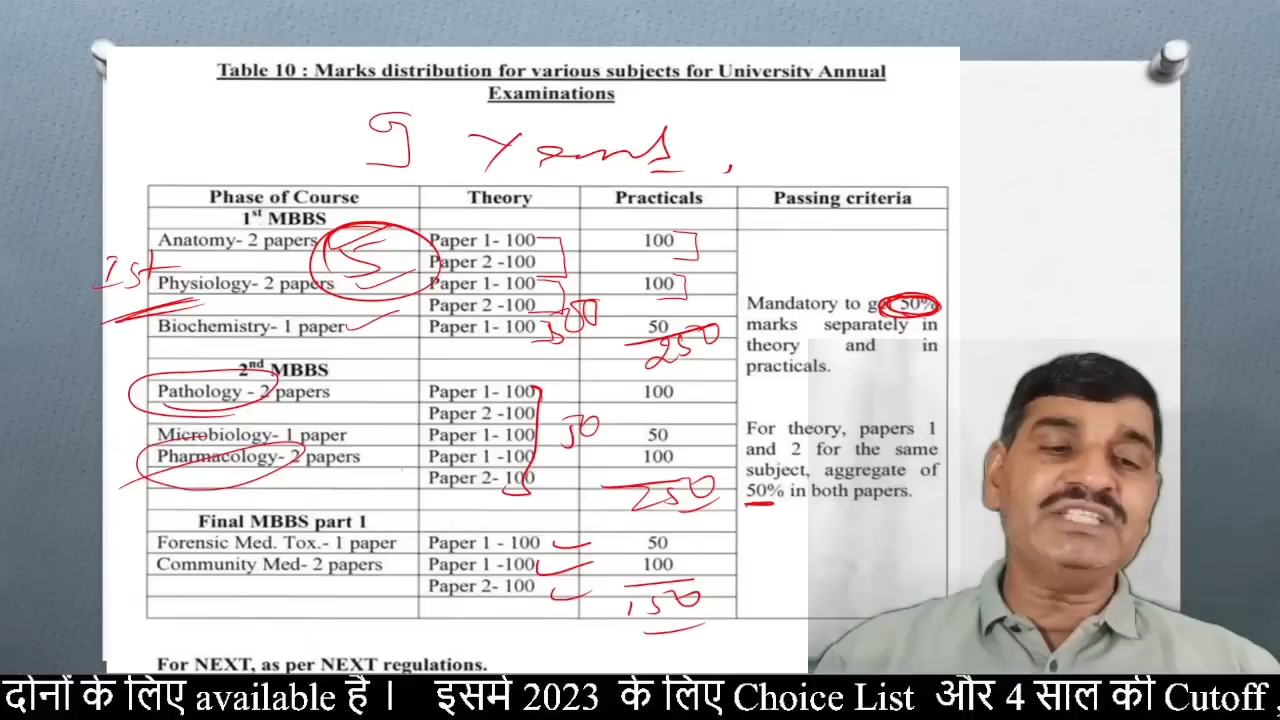 Table 10 : Marks distribution for various subjects for University Annual
Examinations
9 Years.
Phase of Course Theory Practicals Passing criteria
1st MBBS
Anatomy- 2 papers Paper 1- 100 100
Paper 2 -100
5
1st
Physiology- 2 papers Paper 1- 100 100
Paper 2 -100
Biochemistry- 1 paper Paper 1- 100 50
250
Mandatory to get 50%
marks separately in
theory and in
practicals.
2nd MBBS
Pathology - 2 papers Paper 1- 100 100
Paper 2 -100
Microbiology- 1 paper Paper 1- 100 50
Pharmacology- 2 papers Paper 1 -100 100
Paper 2- 100
250
For theory, papers 1
and 2 for the same
subject, aggregate of
50% in both papers.
Final MBBS part 1
Forensic Med. Tox.- 1 paper Paper 1 - 100 50
Community Med- 2 papers Paper 1 -100 100
Paper 2- 100
150
For NEXT, as per NEXT regulations.
दोनों के लिए available है । इसमे 2023 के लिए Choice List और 4 साल की Cutoff